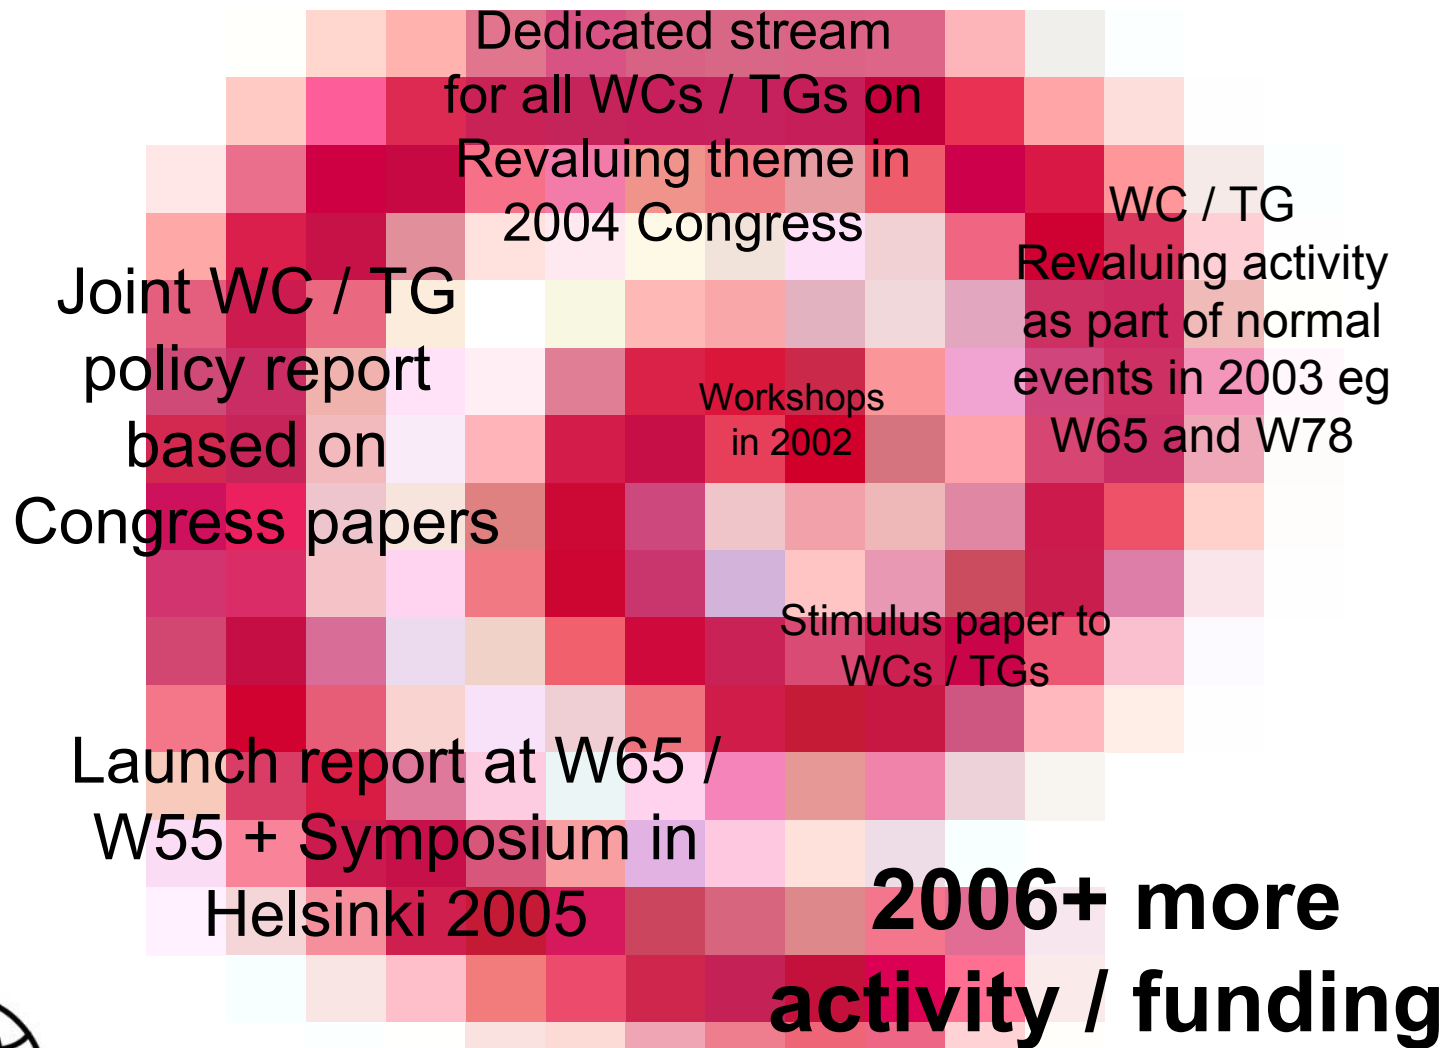 Dedicated stream
for all WCs / TGs on
Revaluing theme in
2004 Congress
WC / TG
Revaluing activity
as part of normal
events in 2003 eg
W65 and W78
Joint WC / TG
policy report
based on
Congress papers
Workshops
in 2002
Stimulus paper to
WCs / TGs
Launch report at W65 /
W55 + Symposium in
Helsinki 2005
2006+ more
activity / funding